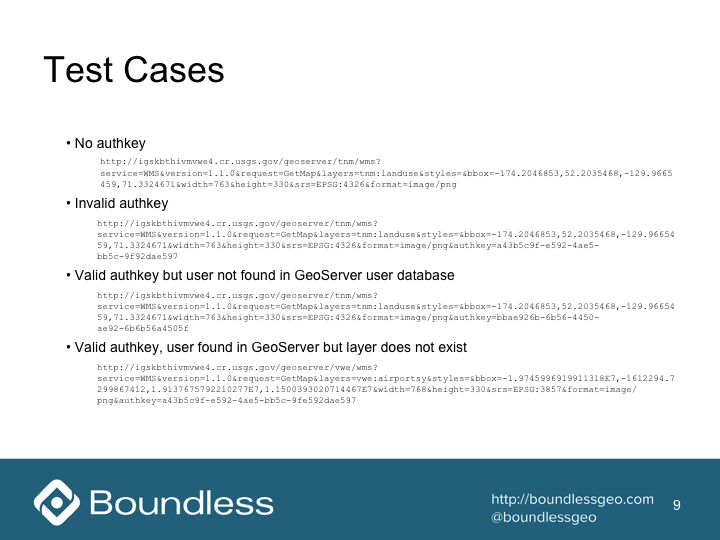 Test Cases
• No authkey
http://igskbthivmvwe4.cr.usgs.gov/geoserver/tnm/wms?
service=WMS&version=1.1.0&request=GetMap&layers=tnm:landuse&styles=&bbox=-174.2046853,52.2035468,-129.9665
459,71.3324671&width=763&height=330&srs=EPSG:4326&format=image/png
• Invalid authkey
http://igskbthivmvwe4.cr.usgs.gov/geoserver/tnm/wms?
service=WMS&version=1.1.0&request=GetMap&layers=tnm:landuse&styles=&bbox=-174.2046853,52.2035468,-129.96654
59,71.3324671&width=763&height=330&srs=EPSG:4326&format=image/png&authkey=a43b5c9f-e592-4ae5-
bb5c-9f92dae597
• Valid authkey but user not found in GeoServer user database
http://igskbthivmvwe4.cr.usgs.gov/geoserver/tnm/wms?
service=WMS&version=1.1.0&request=GetMap&layers=tnm:landuse&styles=&bbox=-174.2046853,52.2035468,-129.96654
59,71.3324671&width=763&height=330&srs=EPSG:4326&format=image/png&authkey=bbae926b-6b56-4450-
ae92-6b6b56a4505f
• Valid authkey, user found in GeoServer but layer does not exist
http://igskbthivmvwe4.cr.usgs.gov/geoserver/vwe/wms?
service=WMS&version=1.1.0&request=GetMap&layers=vwe:airportsy&styles=&bbox=-1.9745996919911318E7,-1612294.7
299867412,1.9137675792210277E7,1.1500393020714467E7&width=768&height=330&srs=EPSG:3857&format=image/
png&authkey=a43b5c9f-e592-4ae5-bb5c-9fe592dae597
Boundless
http://boundlessgeo.com
@boundlessgeo
9